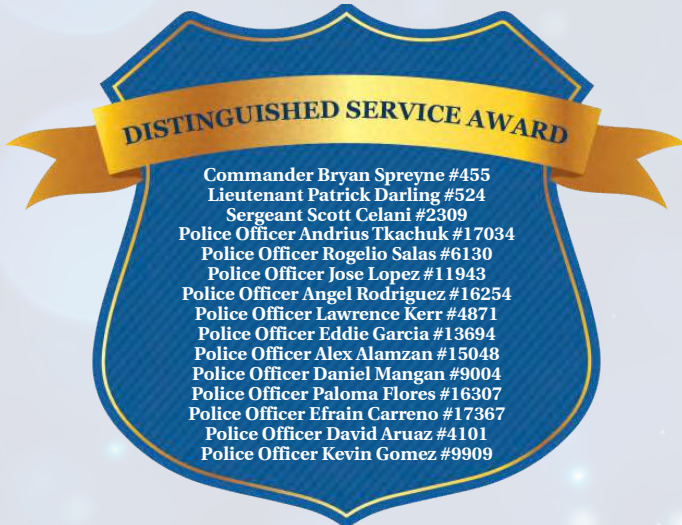 DISTINGUISHED SERVICE AWARD
Commander Bryan Spreyne #455
Lieutenant Patrick Darling #524
Sergeant Scott Celani #2309
Police Officer Andrius Tkachuk #17034
Police Officer Rogelio Salas #6130
Police Officer Jose Lopez #11943
Police Officer Angel Rodriguez #16254
Police Officer Lawrence Kerr #4871
Police Officer Eddie Garcia #13694
Police Officer Alex Alamzan #15048
Police Officer Daniel Mangan #9004
Police Officer Paloma Flores #16307
Police Officer Efrain Carreno #17367
Police Officer David Aruaz #4101
Police Officer Kevin Gomez #9909